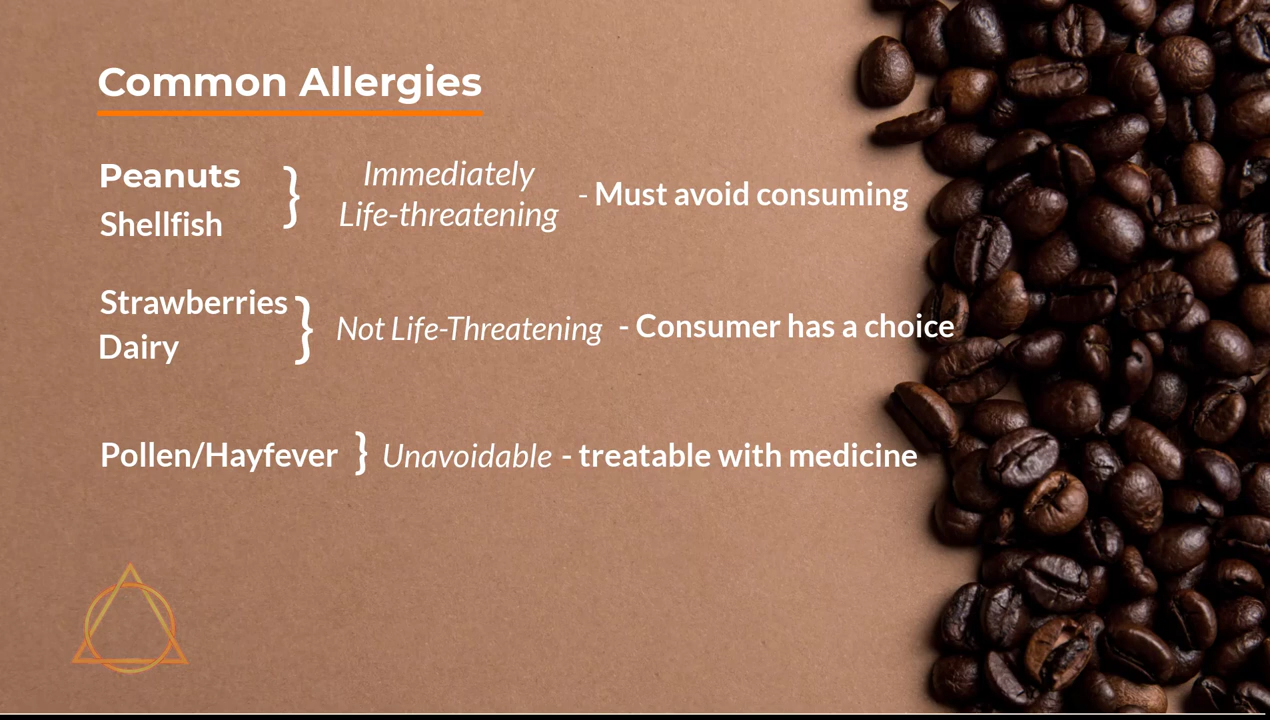 Common Allergies
Peanuts
Shellfish
} Immediately
Life-threatening
- Must avoid consuming
Strawberries
Dairy
} Not Life-Threatening - Consumer has a choice
Pollen/Hayfever } Unavoidable - treatable with medicine